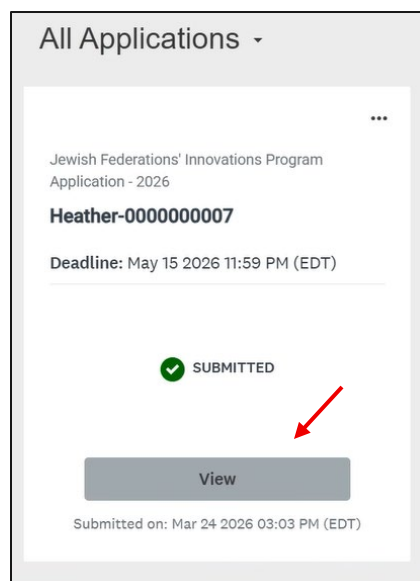 All Applications
...
Jewish Federations' Innovations Program
Application - 2026
Heather-0000000007
Deadline: May 15 2026 11:59 PM (EDT)
SUBMITTED
View
Submitted on: Mar 24 2026 03:03 PM (EDT)